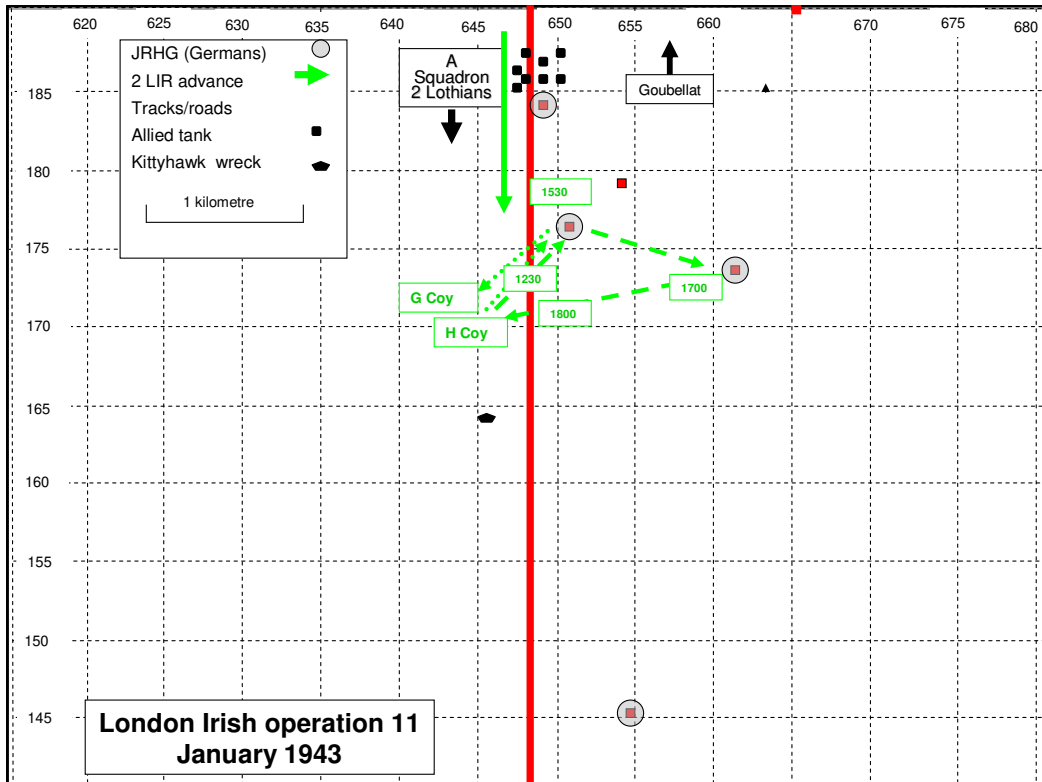 620 625 630 635 640 645 650 655 660 670 675 680
JRHG (Germans)
2 LIR advance
Tracks/roads
Allied tank
Kittyhawk wreck
1 kilometre
A
Squadron
2 Lothians
Goubellat
185
180
1530
175
1230
1700
G Coy
1800
170
H Coy
165
160
155
150
145
London Irish operation 11
January 1943